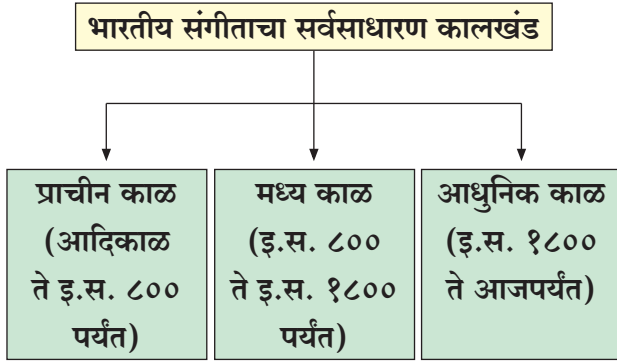 भारतीय संगीताचा सर्वसाधारण कालखंड
प्राचीन काळ
(आदिकाळ
ते इ.स. ८००
पर्यंत)
मध्य काळ
(इ.स. ८००
ते इ.स. १८००
पर्यंत)
आधुनिक काळ
(इ.स. १८००
ते आजपर्यंत)